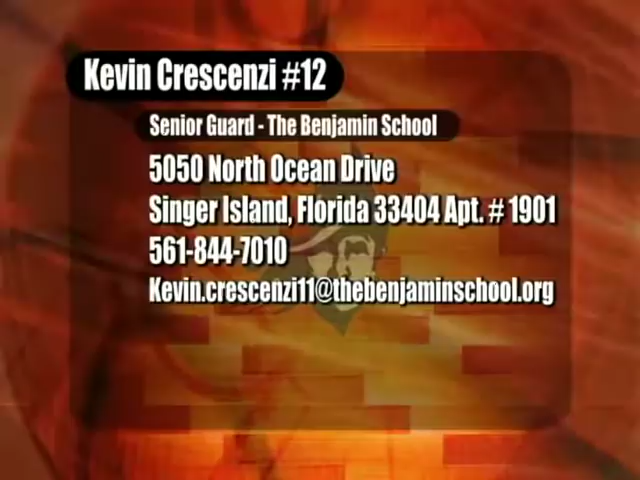 Kevin Crescenzi #12
Senior Guard - The Benjamin School
5050 North Ocean Drive
Singer Island, Florida 33404 Apt. # 1901
561-844-7010
Kevin.crescenzi11@thebenjaminschool.org